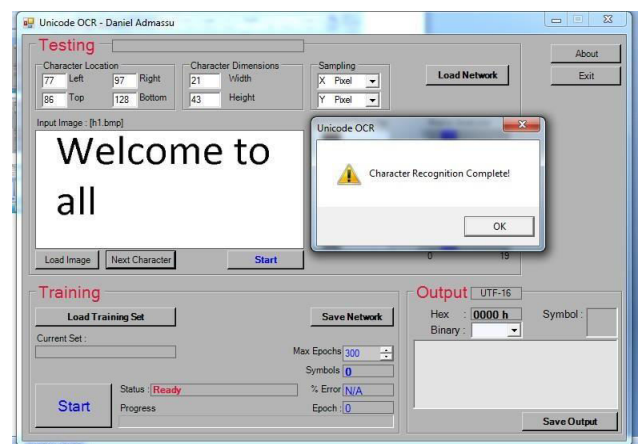 Unicode OCR - Daniel Admassu
Testing
About
Exit
Character Location
77 Left 97 Right
86 Top 128 Bottom
Character Dimensions
21 Width
43 Height
Sampling
X Pixel
Y Pixel
Load Network
Input Image : [h1.bmp]
Welcome to
all
Unicode OCR
Character Recognition Complete!
OK
Load Image Next Character Start
0 19
Training
Load Training Set Save Network
Current Set :
Max Epochs 300
Symbols 0
Status : Ready % Error N/A
Start Progress Epoch : 0
Output UTF-16
Hex : 0000 h Symbol :
Binary :
Save Output